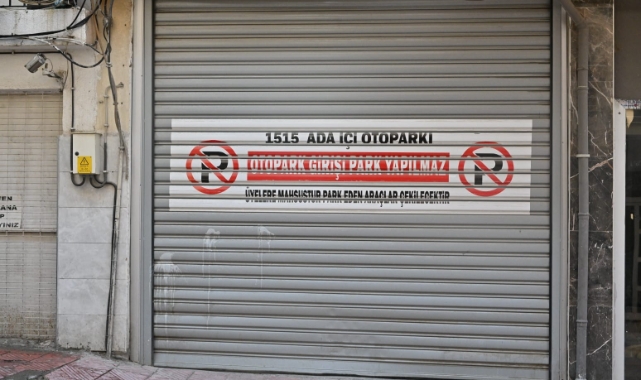 1515 ADA İÇİ OTOPARKI
OTOPARK GİRİŞİ PARK YAPILMAZ
ÜYELERE MAHSUSTUR PARK EDEN ARAÇLAR ÇEKİLECEKTİR
P
P